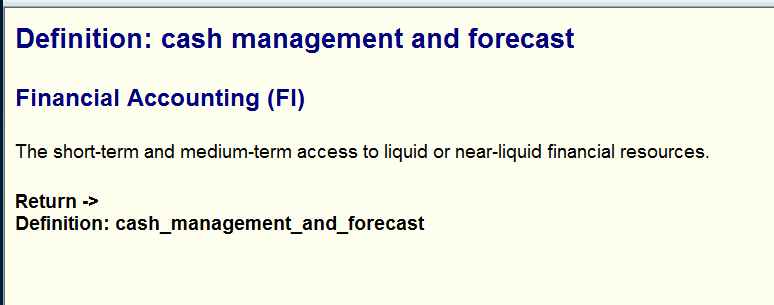 Definition: cash management and forecast
Financial Accounting (FI)
The short-term and medium-term access to liquid or near-liquid financial resources.
Return ->
Definition: cash_management_and_forecast